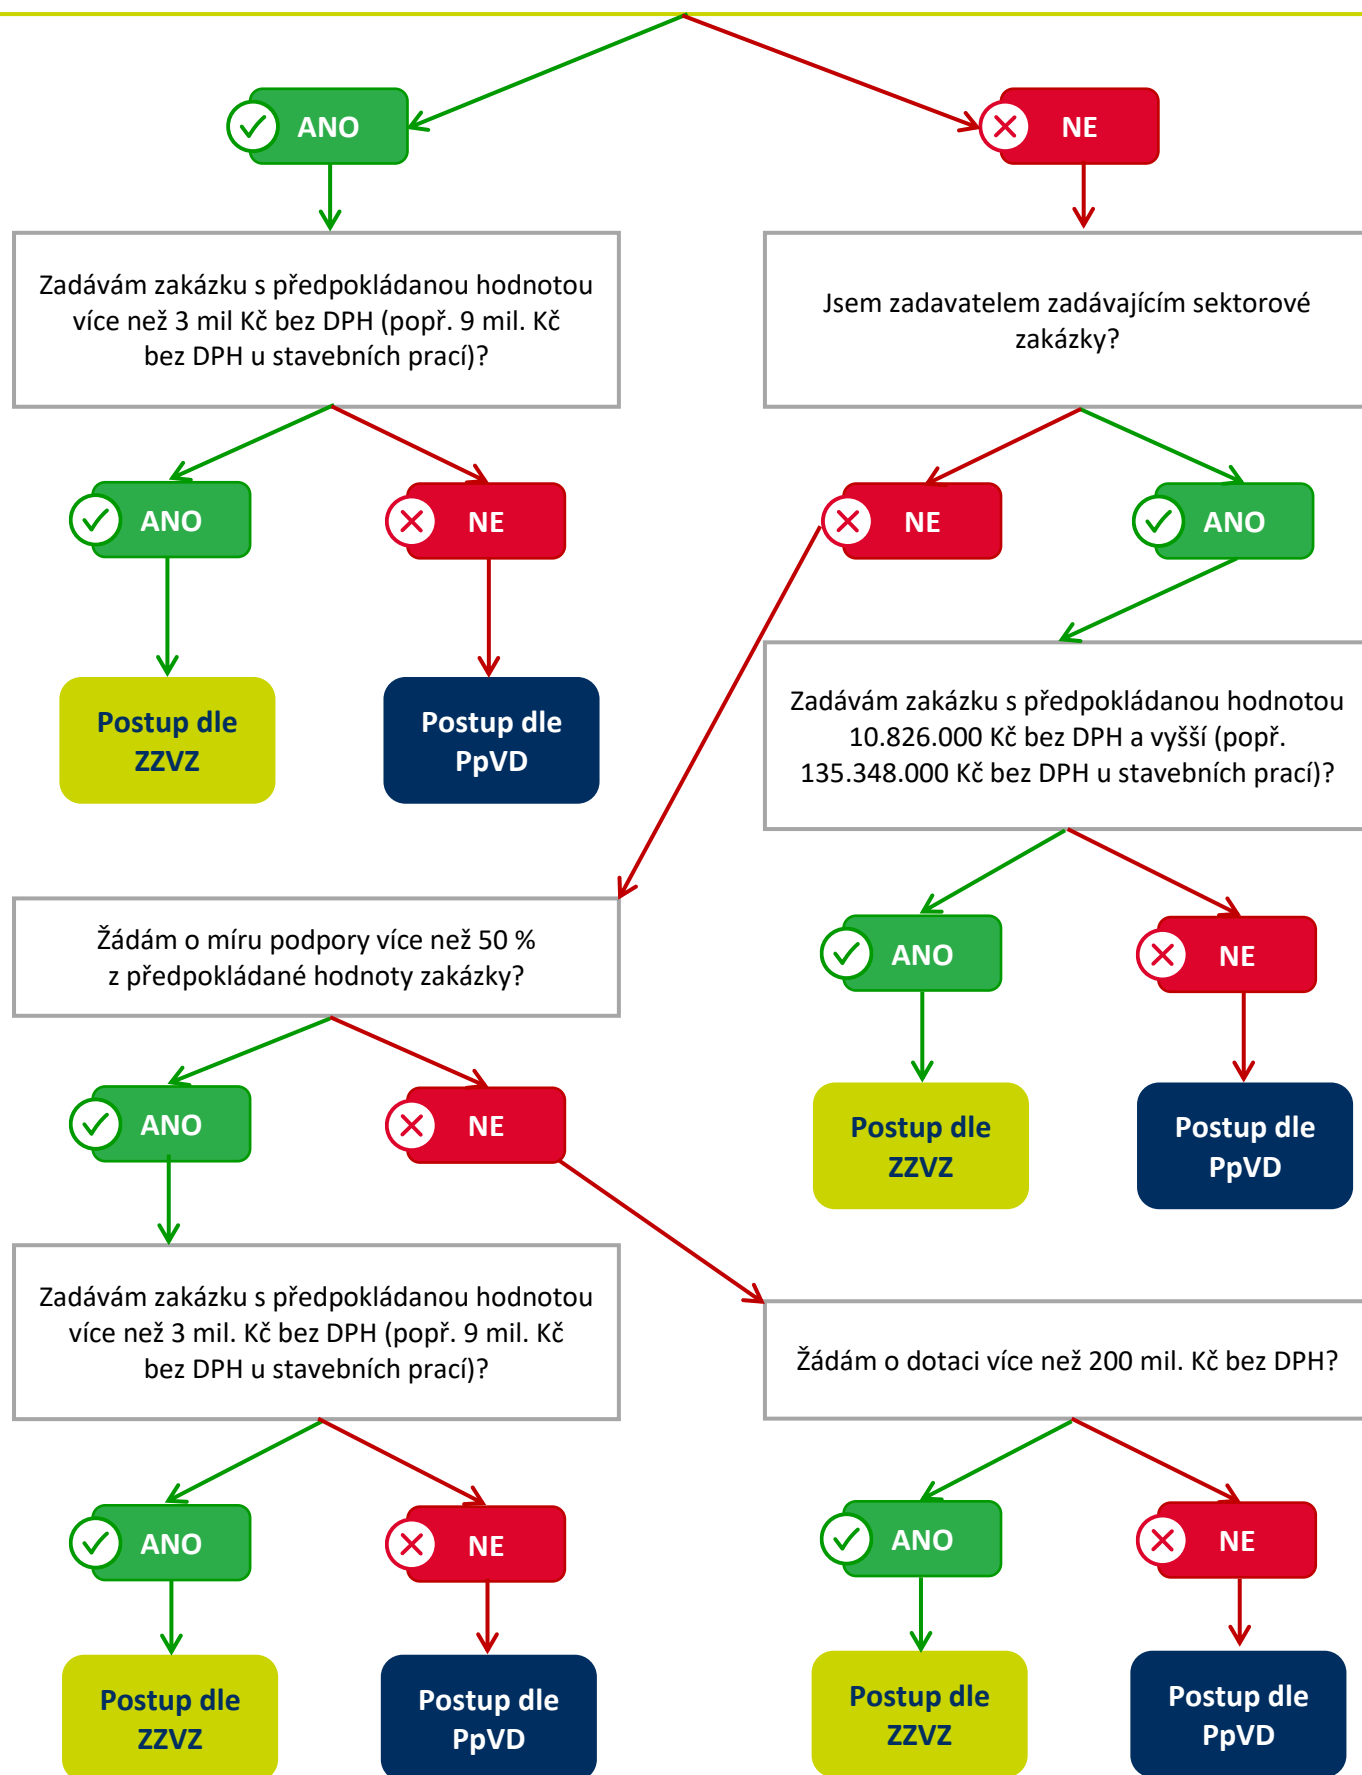 ANO
NE
Zadávám zakázku s předpokládanou hodnotou
více než 3 mil Kč bez DPH (popř. 9 mil. Kč
bez DPH u stavebních prací)?
Jsem zadavatelem zadávajícím sektorové
zakázky?
ANO
NE
NE
ANO
Postup dle
ZZVZ
Postup dle
PpVD
Zadávám zakázku s předpokládanou hodnotou
10.826.000 Kč bez DPH a vyšší (popř.
135.348.000 Kč bez DPH u stavebních prací)?
Žádám o míru podpory více než 50 %
z předpokládané hodnoty zakázky?
ANO
NE
ANO
NE
Postup dle
ZZVZ
Postup dle
PpVD
Zadávám zakázku s předpokládanou hodnotou
více než 3 mil. Kč bez DPH (popř. 9 mil. Kč
bez DPH u stavebních prací)?
Žádám o dotaci více než 200 mil. Kč bez DPH?
ANO
NE
ANO
NE
Postup dle
ZZVZ
Postup dle
PpVD
Postup dle
ZZVZ
Postup dle
PpVD